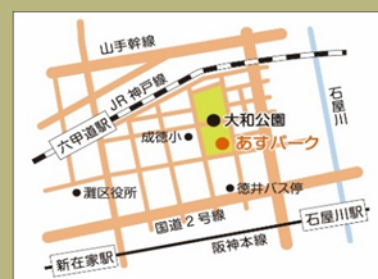 山手幹線
JR神戸線
六甲道駅
石屋川
大和公園
成徳小
あすパーク
灘区役所
徳井バス停
国道2号線
石屋川駅
阪神本線
新在家駅